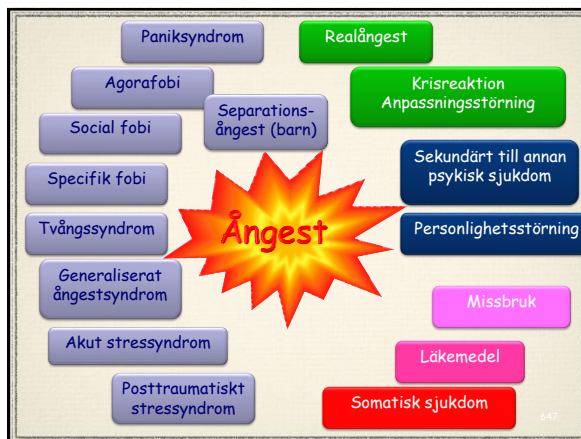 Paniksyndrom
Realångest
Agorafobi
Krisreaktion
Anpassningsstörning
Separations-
ångest (barn)
Social fobi
Sekundärt till annan
psykisk sjukdom
Specifik fobi
Tvångssyndrom
Ångest
Personlighetsstörning
Generaliserat
ångestsyndrom
Missbruk
Akut stressyndrom
Läkemedel
Posttraumatiskt
stressyndrom
Somatisk sjukdom
647